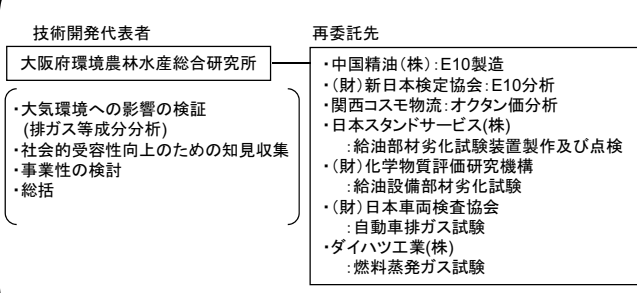 技術開発代表者
大阪府環境農林水産総合研究所
・大気環境への影響の検証
(排ガス等成分分析)
・社会的受容性向上のための知見収集
・事業性の検討
・総括
再委託先
・中国精油(株):E10製造
・(財)新日本検定協会:E10分析
・関西コスモ物流:オクタン価分析
・日本スタンドサービス(株)
:給油部材劣化試験装置製作及び点検
・(財)化学物質評価研究機構
:給油設備部材劣化試験
・(財)日本車両検査協会
:自動車排ガス試験
・ダイハツ工業(株)
:燃料蒸発ガス試験